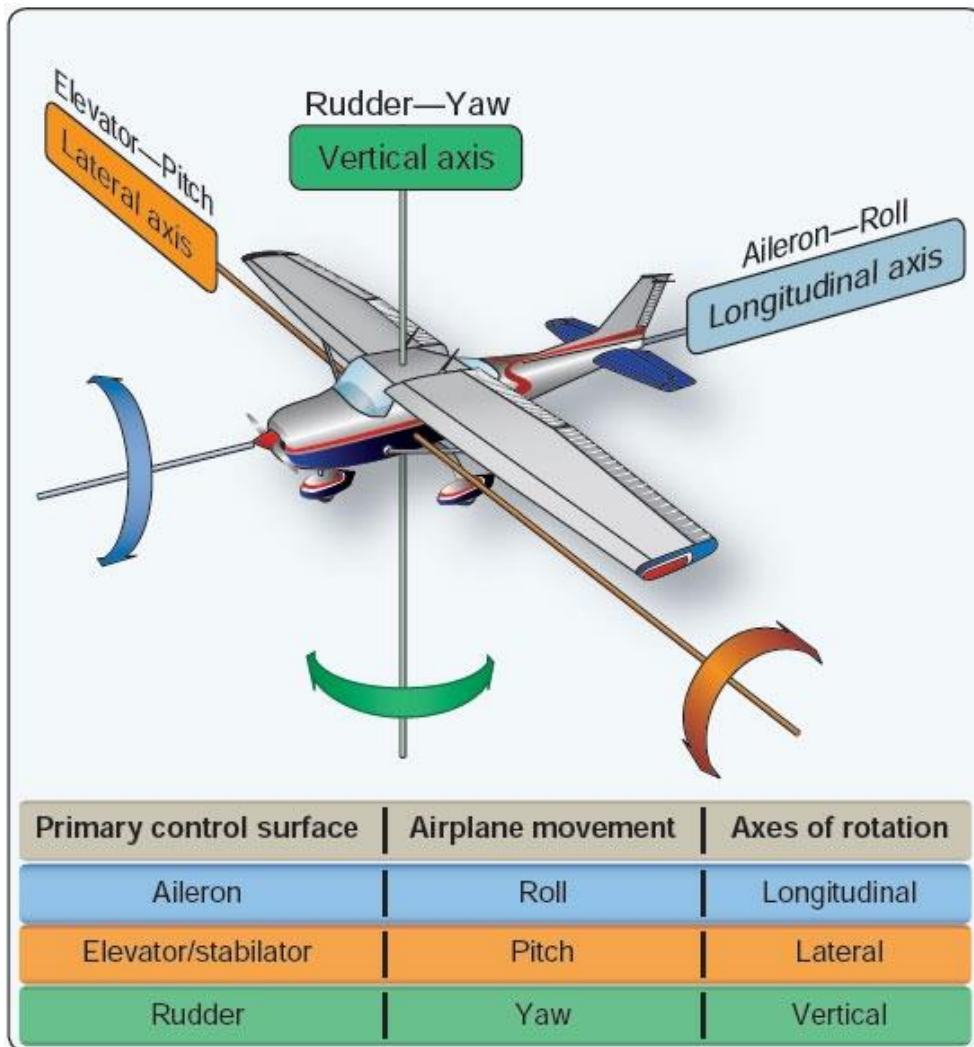 Elevator—Pitch
Lateral axis
Rudder—Yaw
Vertical axis
Aileron—Roll
Longitudinal axis
Primary control surface | Airplane movement | Axes of rotation
Aileron | Roll | Longitudinal
Elevator/stabilator | Pitch | Lateral
Rudder | Yaw | Vertical